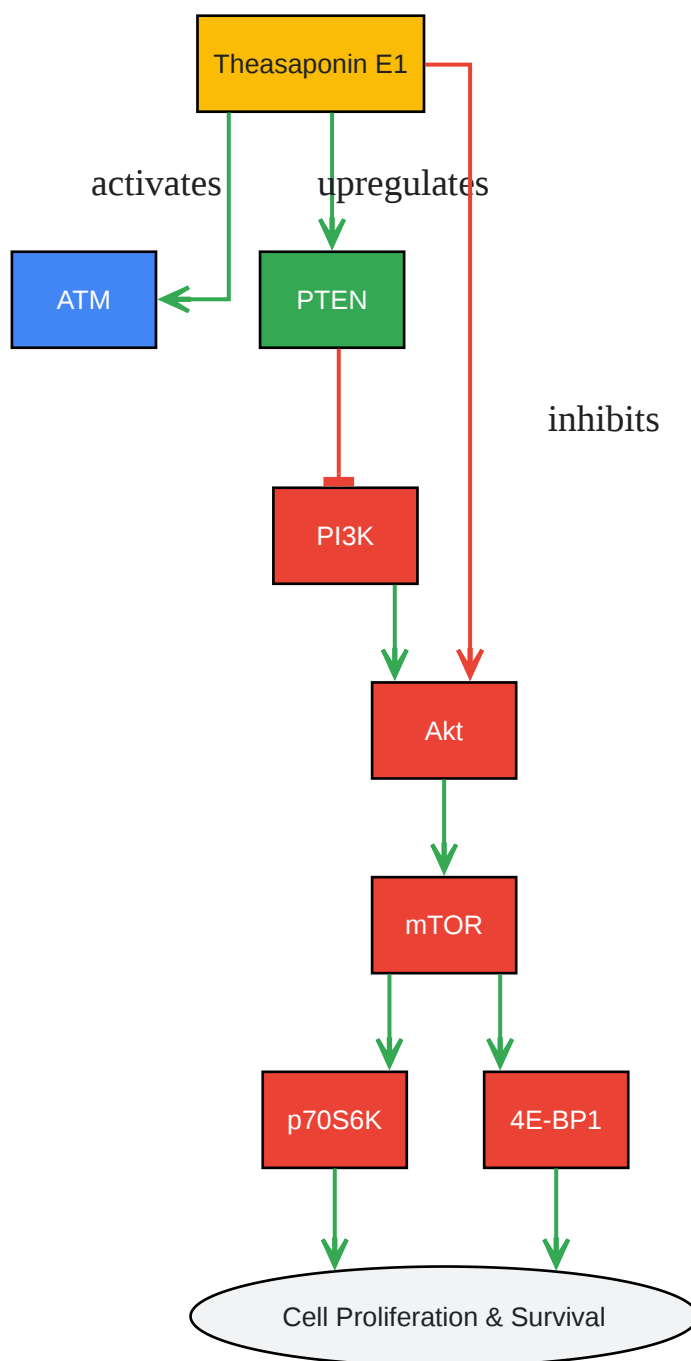 Theasaponin E1
activates
upregulates
ATM
PTEN
inhibits
PI3K
Akt
mTOR
p70S6K
4E-BP1
Cell Proliferation & Survival